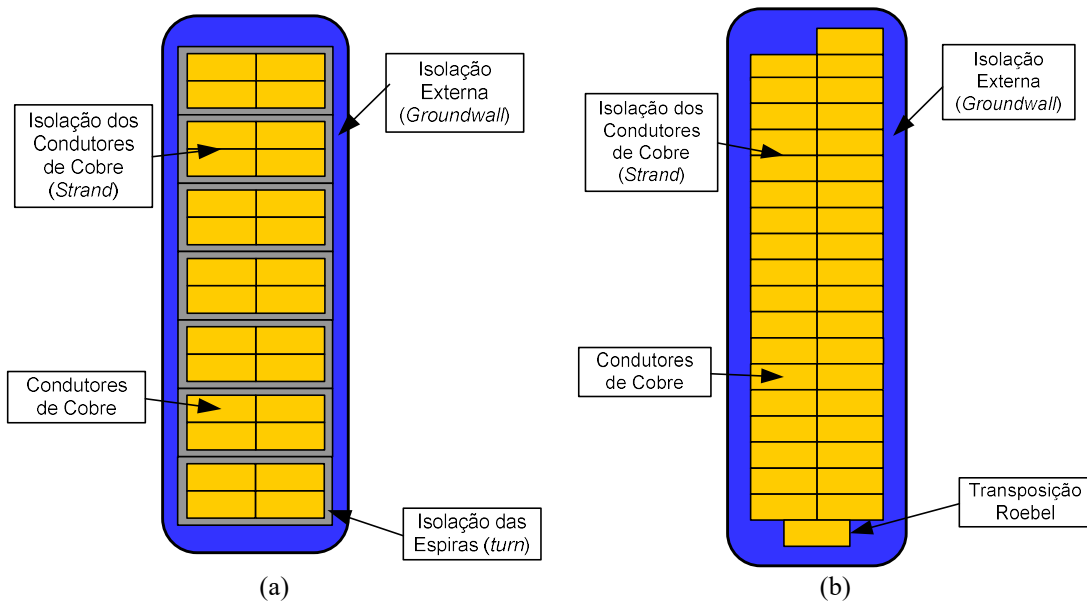 Isolação
Externa
(Groundwall)
Isolação dos
Condutores
de Cobre
(Strand)
Condutores
de Cobre
Isolação das
Espiras (turn)
(a)
Isolação
Externa
(Groundwall)
Isolação dos
Condutores
de Cobre
(Strand)
Condutores
de Cobre
Transposição
Roebel
(b)